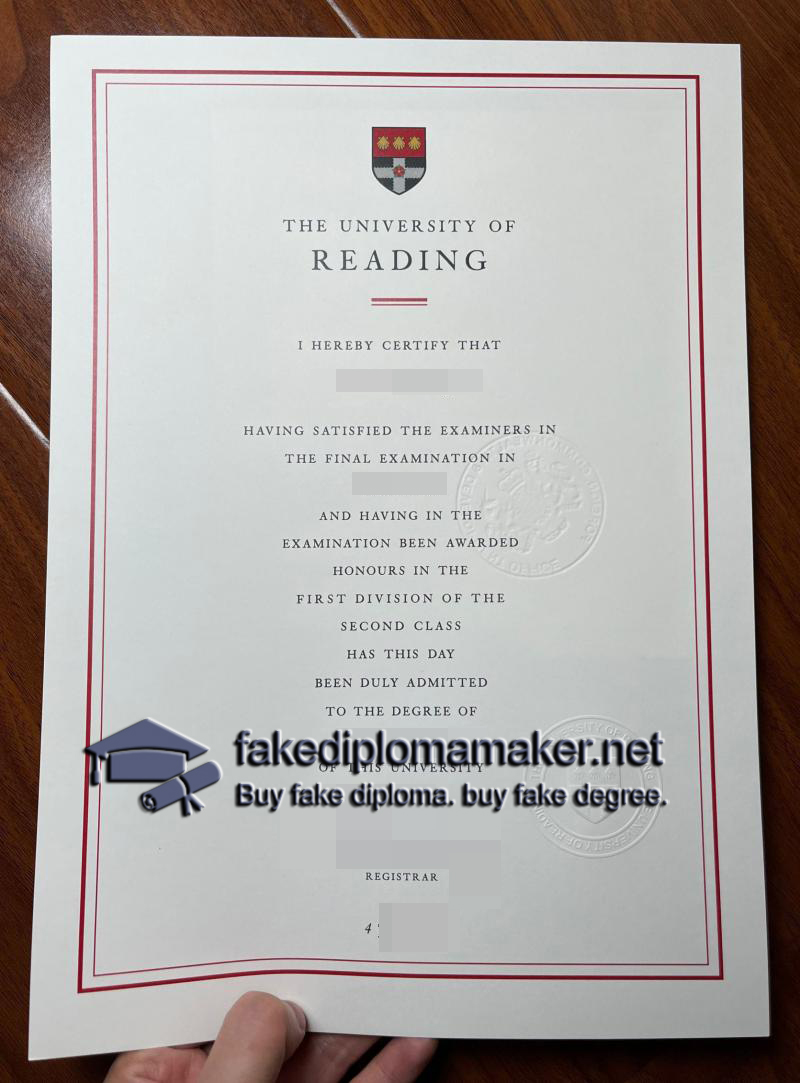 THE UNIVERSITY OF
READING
I HEREBY CERTIFY THAT
HAVING SATISFIED THE EXAMINERS IN
THE FINAL EXAMINATION IN
AND HAVING IN THE
EXAMINATION BEEN AWARDED
HONOURS IN THE
FIRST DIVISION OF THE
SECOND CLASS
HAS THIS DAY
BEEN DULY ADMITTED
TO THE DEGREE OF
fakediplomamaker.net
OF THIS UNIVERSITY
Buy fake diploma. buy fake degree.
REGISTRAR
4